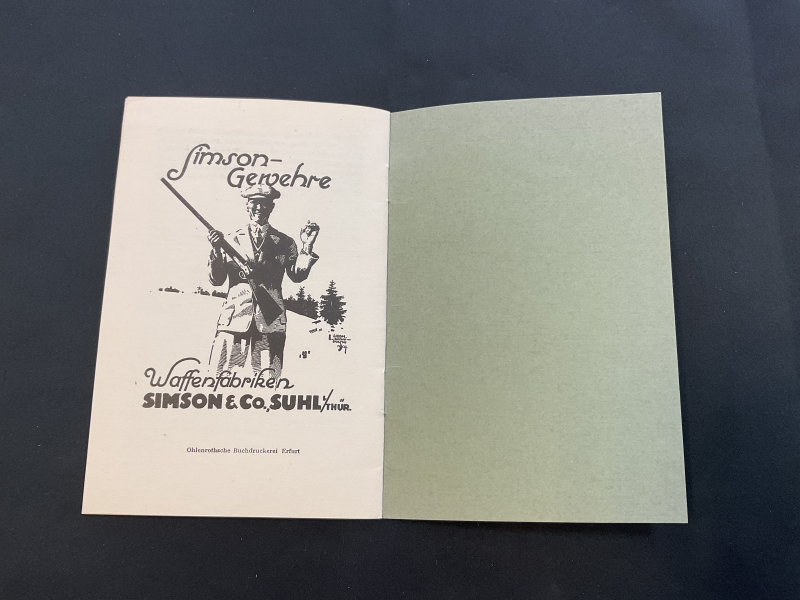 Simson-
Gewehre
Waffenfabriken
SIMSON & Co., SUHL i/THÜR.
Ohlenrothsche Buchdruckerei Erfurt